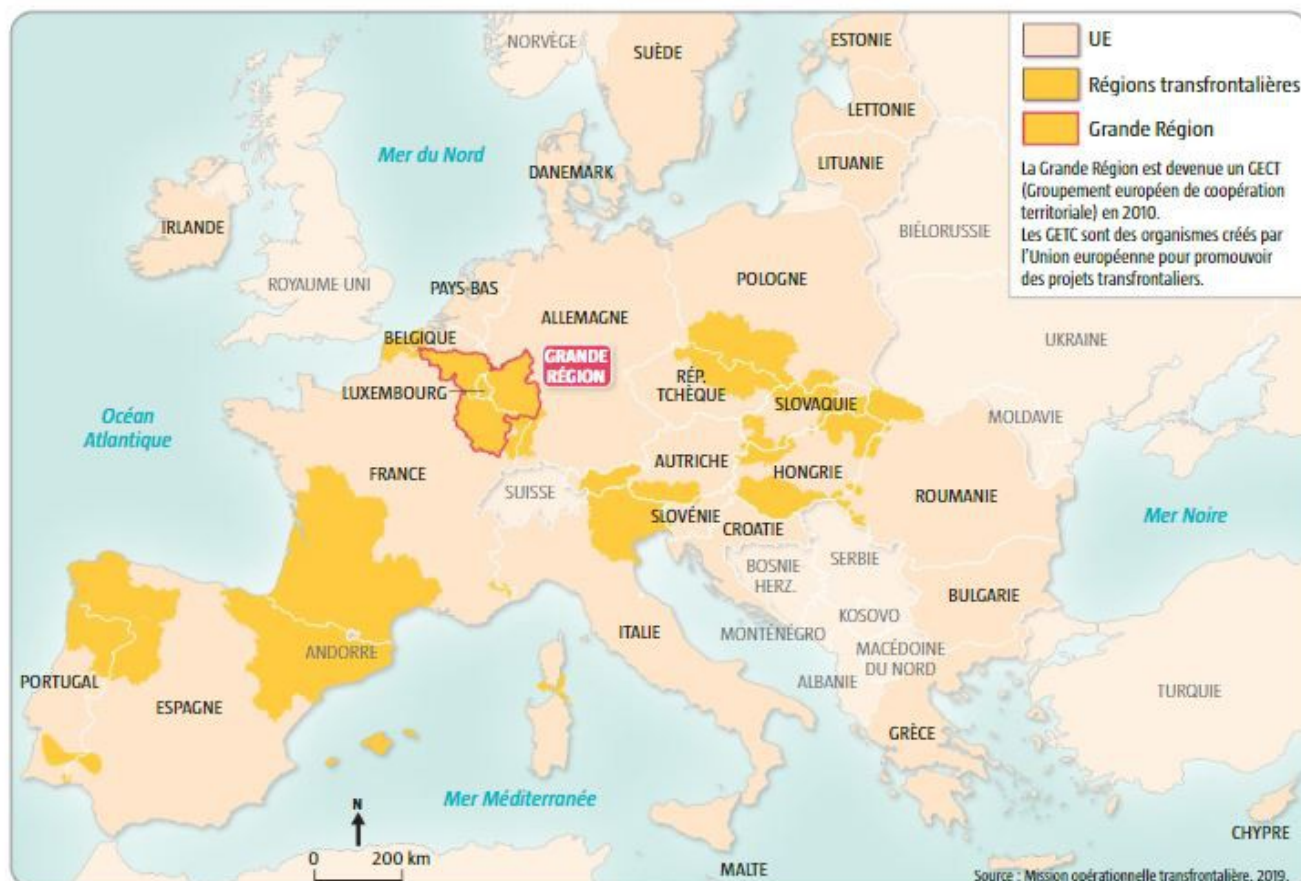 NORVÈGE
SUÈDE
ESTONIE
LETTONIE
LITUANIE
Mer du Nord
DANEMARK
IRLANDE
ROYAUME-UNI
BIÉLORUSSIE
PAYS-BAS
POLOGNE
ALLEMAGNE
BELGIQUE
GRANDE
RÉGION
LUXEMBOURG
RÉP.
TCHÈQUE
UKRAINE
SLOVAQUIE
MOLDAVIE
Océan
Atlantique
FRANCE
AUTRICHE
HONGRIE
SUISSE
ROUMANIE
SLOVÉNIE
CROATIE
Mer Noire
BOSNIE
HERZ.
SERBIE
BULGARIE
ITALIE
KOSOVO
MONTÉNÉGRO
ANDORRE
MACÉDOINE
DU NORD
ALBANIE
PORTUGAL
ESPAGNE
TURQUIE
GRÈCE
Mer Méditerranée
CHYPRE
MALTE
N
0 200 km
UE
Régions transfrontalières
Grande Région
La Grande Région est devenue un GECT
(Groupement européen de coopération
territoriale) en 2010.
Les GETC sont des organismes créés par
l'Union européenne pour promouvoir
des projets transfrontaliers.
Source : Mission opérationnelle transfrontalière, 2019.